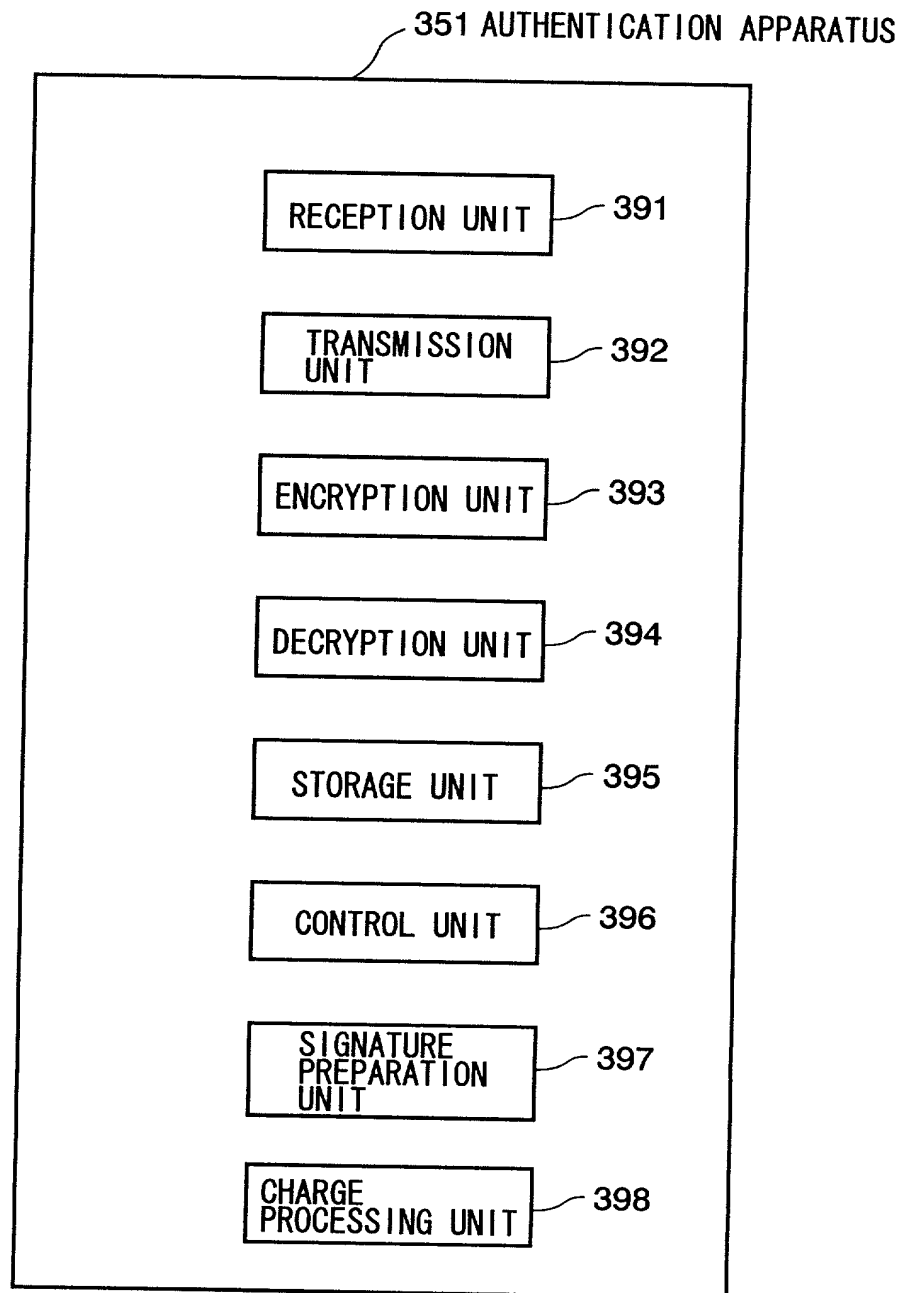 351 AUTHENTICATION APPARATUS
RECEPTION UNIT
391
TRANSMISSION
UNIT
392
ENCRYPTION UNIT
393
DECRYPTION UNIT
394
STORAGE UNIT
395
CONTROL UNIT
396
SIGNATURE
PREPARATION
UNIT
397
CHARGE
PROCESSING UNIT
398